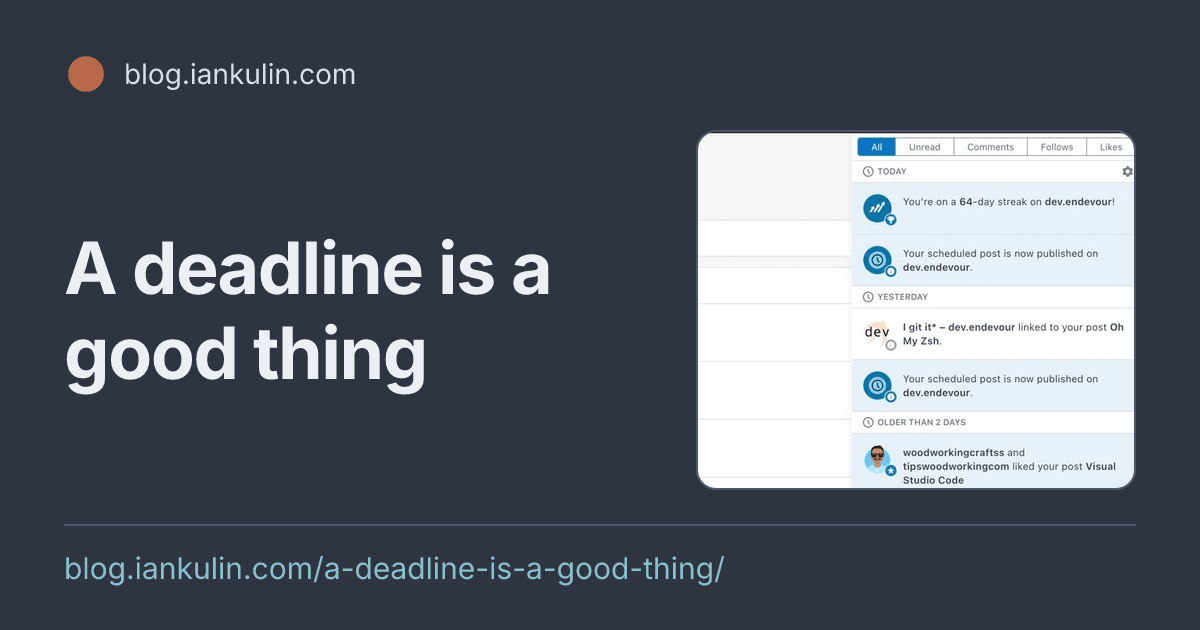 blog.iankulin.com
A deadline is a
good thing
All Unread Comments Follows Likes
TODAY
You're on a 64-day streak on dev.endevour!
Your scheduled post is now published on
dev.endevour.
YESTERDAY
dev
I git it* – dev.endevour linked to your post Oh
My Zsh.
Your scheduled post is now published on
dev.endevour.
OLDER THAN 2 DAYS
woodworkingcraftss and
tipswoodworkingcom liked your post Visual
Studio Code
blog.iankulin.com/a-deadline-is-a-good-thing/